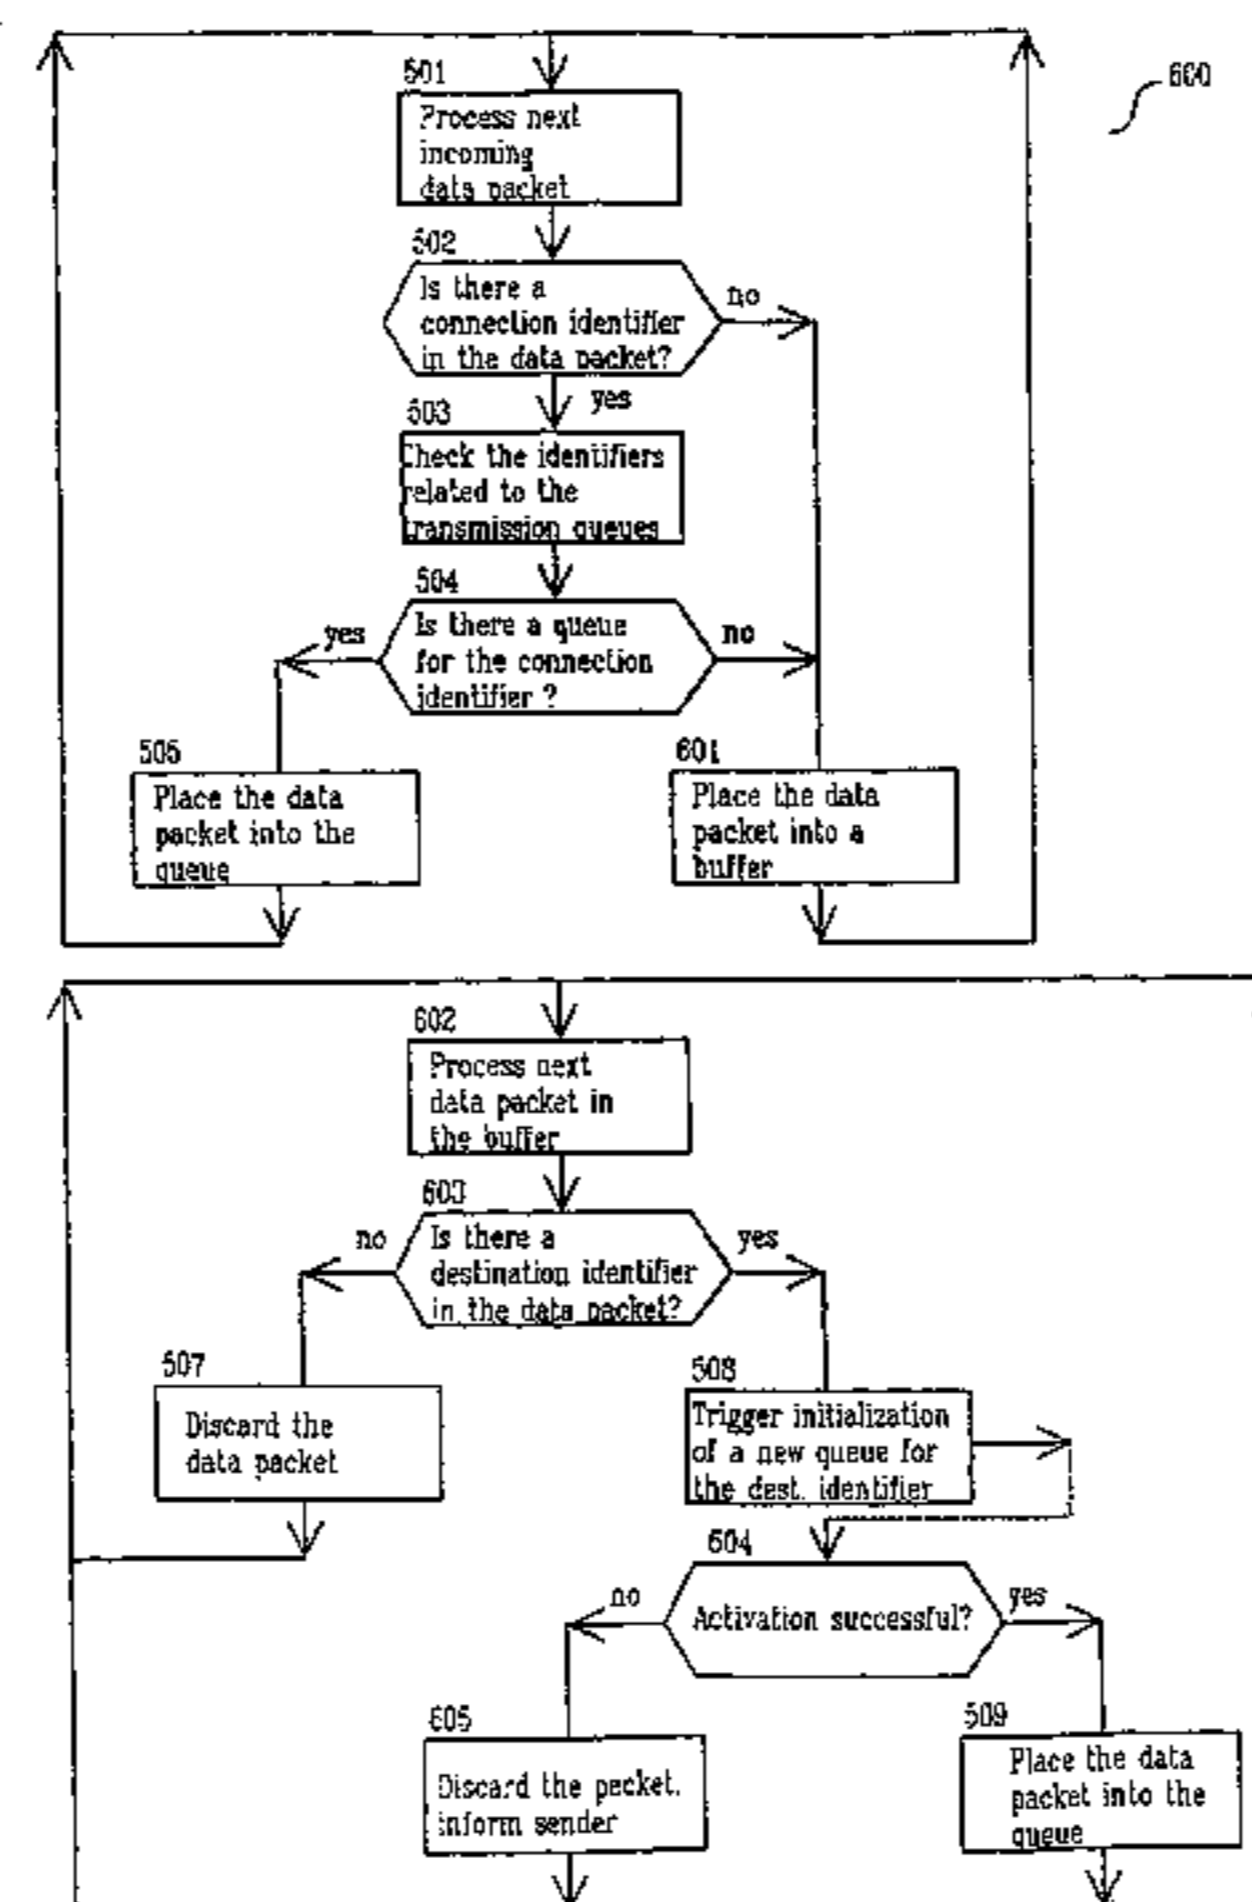 600
501
Process next
incoming
data packet
502
Is there a
connection identifier
in the data packet?
no
yes
503
Check the identifiers
related to the
transmission queues
504
Is there a queue
for the connection
identifier ?
yes
no
505
Place the data
packet into the
queue
601
Place the data
packet into a
buffer
602
Process next
data packet in
the buffer
603
Is there a
destination identifier
in the data packet?
no
yes
507
Discard the
data packet
508
Trigger initialization
of a new queue for
the dest. identifier
604
Activation successful?
no
yes
605
Discard the packet,
inform sender
509
Place the data
packet into the
queue